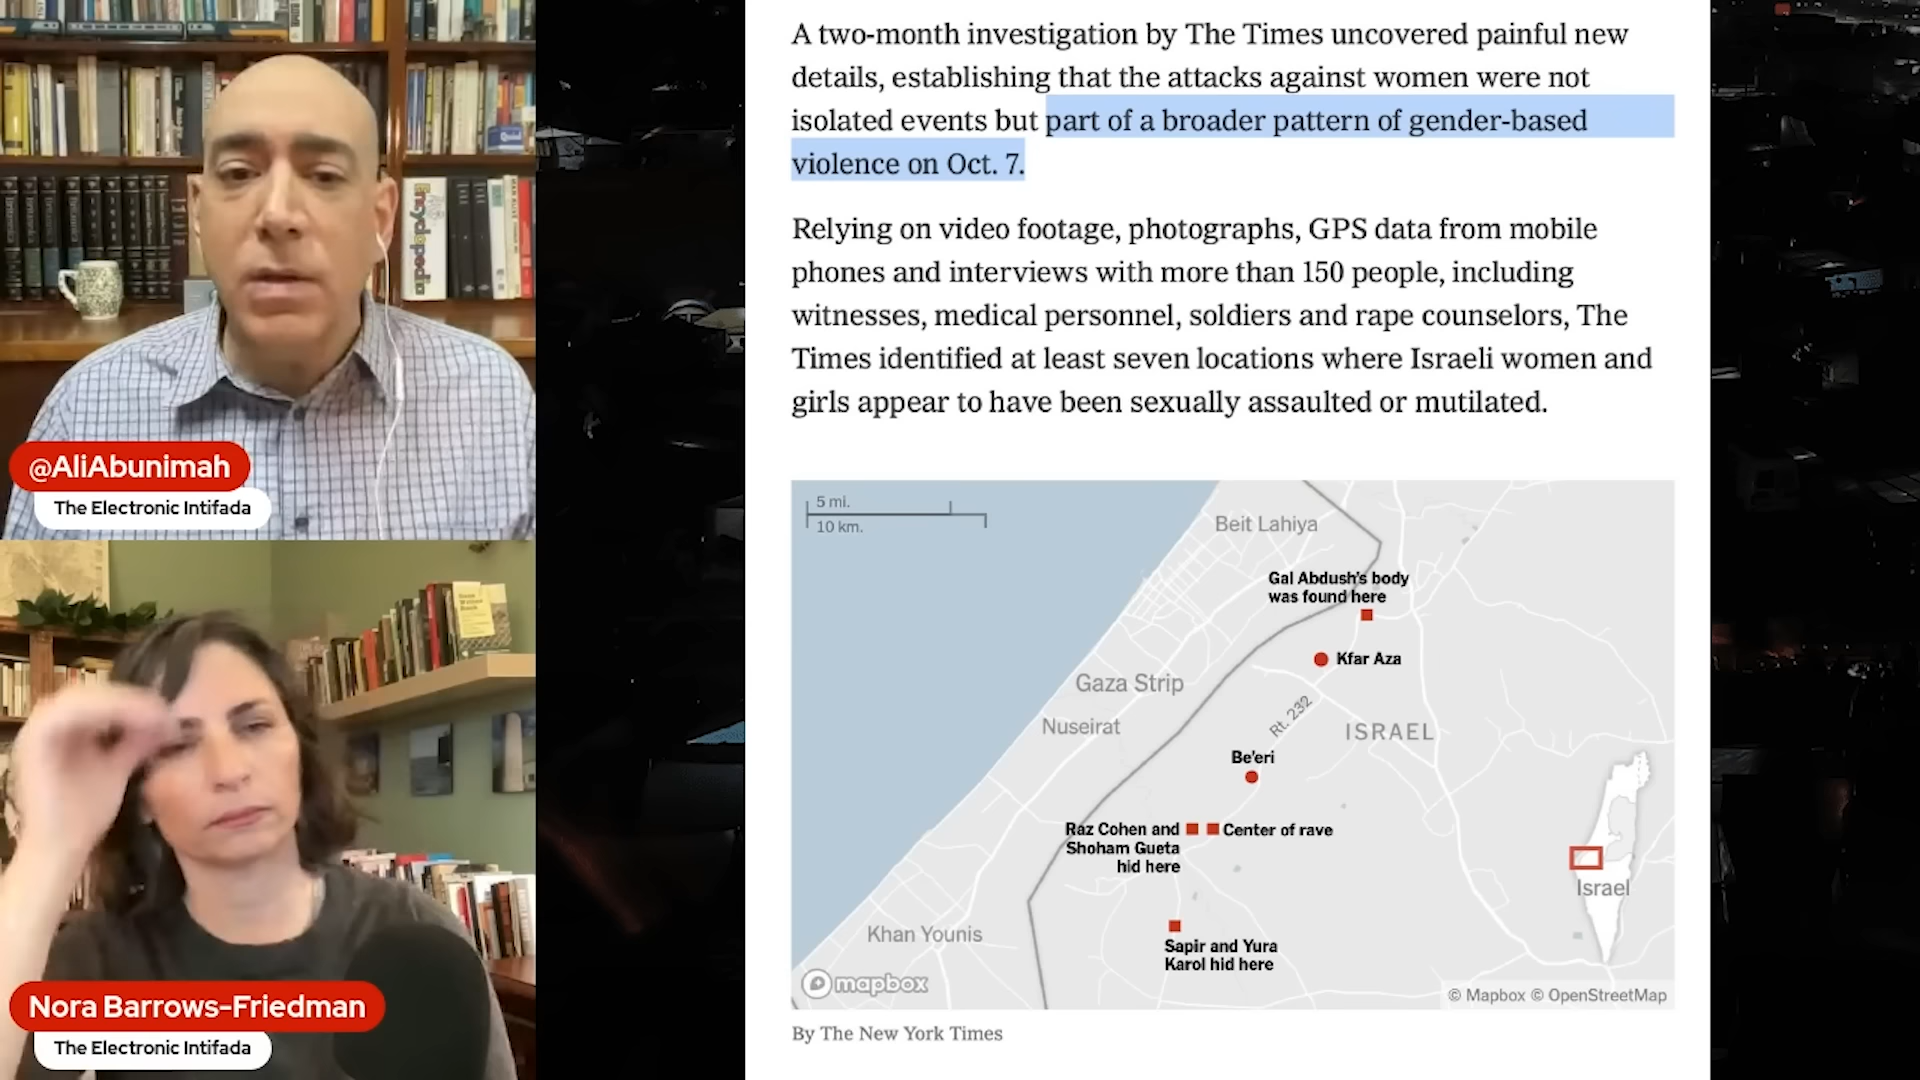 @AliAbunimah
The Electronic Intifada
Nora Barrows-Friedman
The Electronic Intifada
Encyclopedia
A two-month investigation by The Times uncovered painful new
details, establishing that the attacks against women were not
isolated events but part of a broader pattern of gender-based
violence on Oct. 7.
Relying on video footage, photographs, GPS data from mobile
phones and interviews with more than 150 people, including
witnesses, medical personnel, soldiers and rape counselors, The
Times identified at least seven locations where Israeli women and
girls appear to have been sexually assaulted or mutilated.
5 mi.
10 km.
Beit Lahiya
Gal Abdush's body
was found here
Kfar Aza
Gaza Strip
Nuseirat
Rt. 232
ISRAEL
Be'eri
Raz Cohen and
Shoham Gueta
hid here
Center of rave
Israel
Khan Younis
Sapir and Yura
Karol hid here
mapbox
© Mapbox © OpenStreetMap
By The New York Times